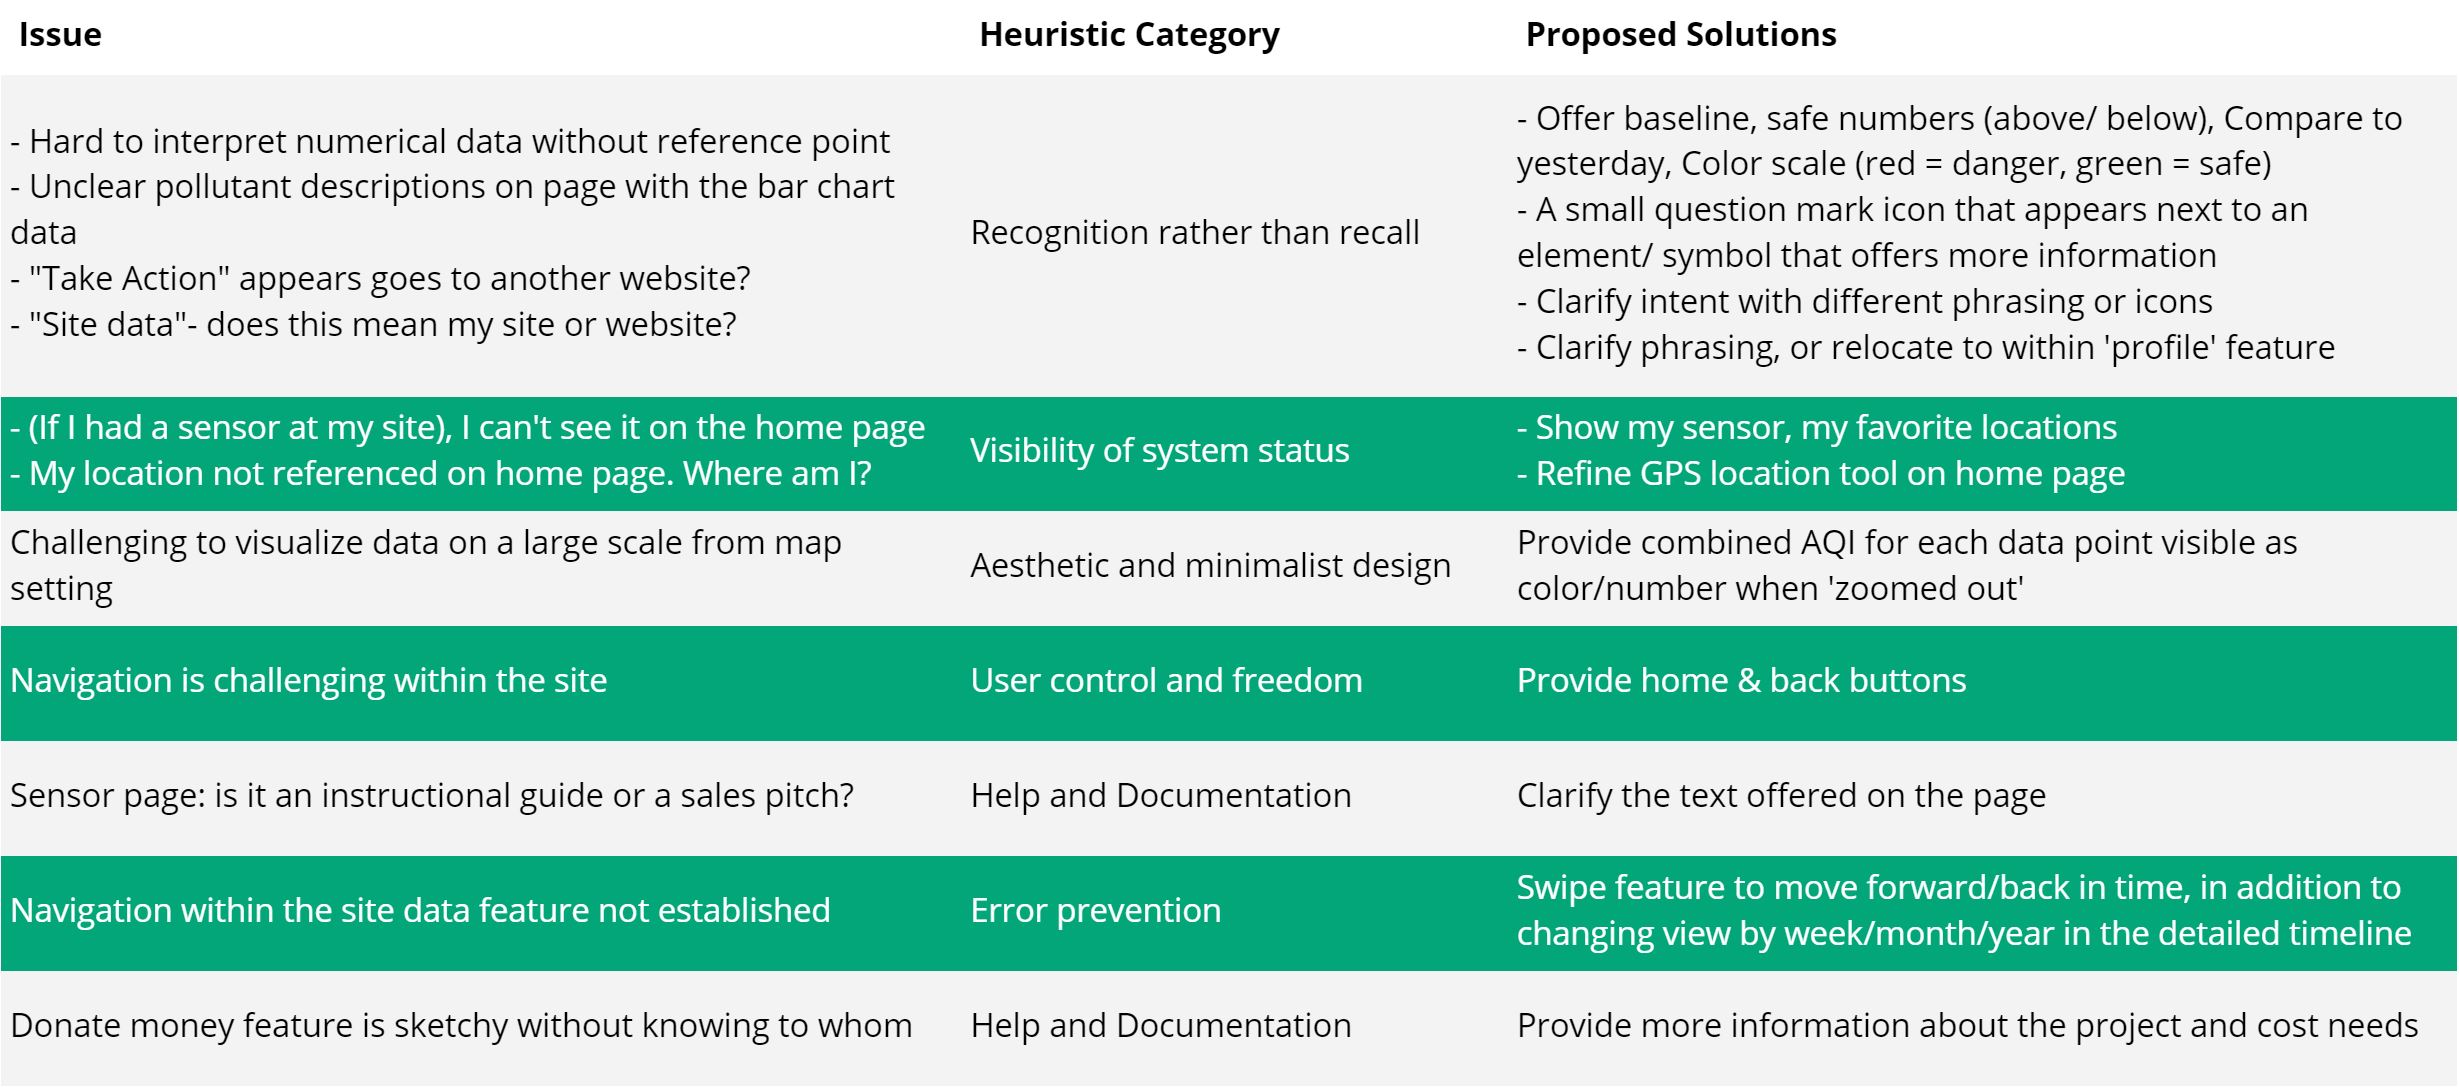 Issue
Heuristic Category
Proposed Solutions
- Hard to interpret numerical data without reference point
- Unclear pollutant descriptions on page with the bar chart
data
- "Take Action" appears goes to another website?
- "Site data"- does this mean my site or website?
Recognition rather than recall
- Offer baseline, safe numbers (above/ below), Compare to
yesterday, Color scale (red = danger, green = safe)
- A small question mark icon that appears next to an
element/ symbol that offers more information
- Clarify intent with different phrasing or icons
- Clarify phrasing, or relocate to within 'profile' feature
- (If I had a sensor at my site), I can't see it on the home page
- My location not referenced on home page. Where am I?
Visibility of system status
- Show my sensor, my favorite locations
- Refine GPS location tool on home page
Challenging to visualize data on a large scale from map
setting
Aesthetic and minimalist design
Provide combined AQI for each data point visible as
color/number when 'zoomed out'
Navigation is challenging within the site
User control and freedom
Provide home & back buttons
Sensor page: is it an instructional guide or a sales pitch?
Help and Documentation
Clarify the text offered on the page
Navigation within the site data feature not established
Error prevention
Swipe feature to move forward/back in time, in addition to
changing view by week/month/year in the detailed timeline
Donate money feature is sketchy without knowing to whom
Help and Documentation
Provide more information about the project and cost needs